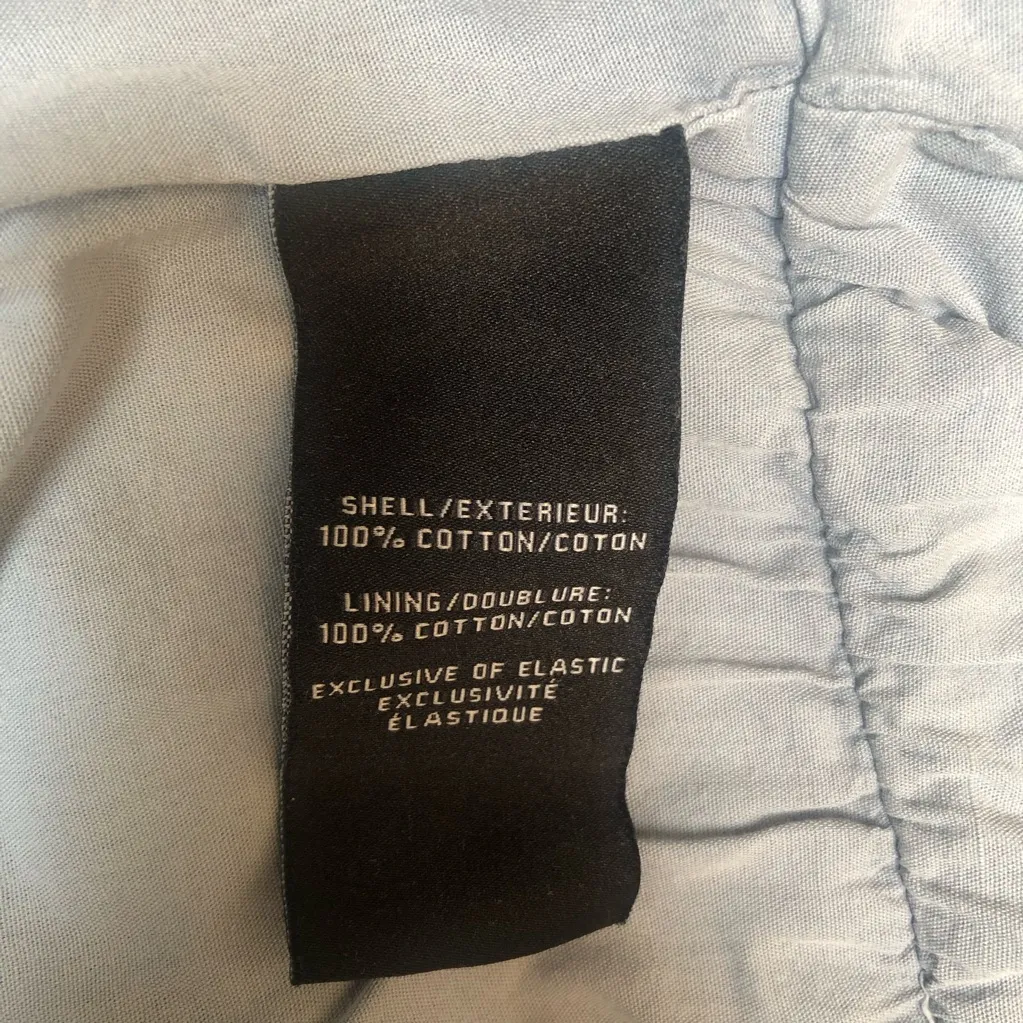 SHELL/EXTERIEUR:
100% COTTON/COTON
LINING/DOUBLURE:
100% COTTON/COTON
EXCLUSIVE OF ELASTIC
EXCLUSIVITÉ
ÉLASTIQUE